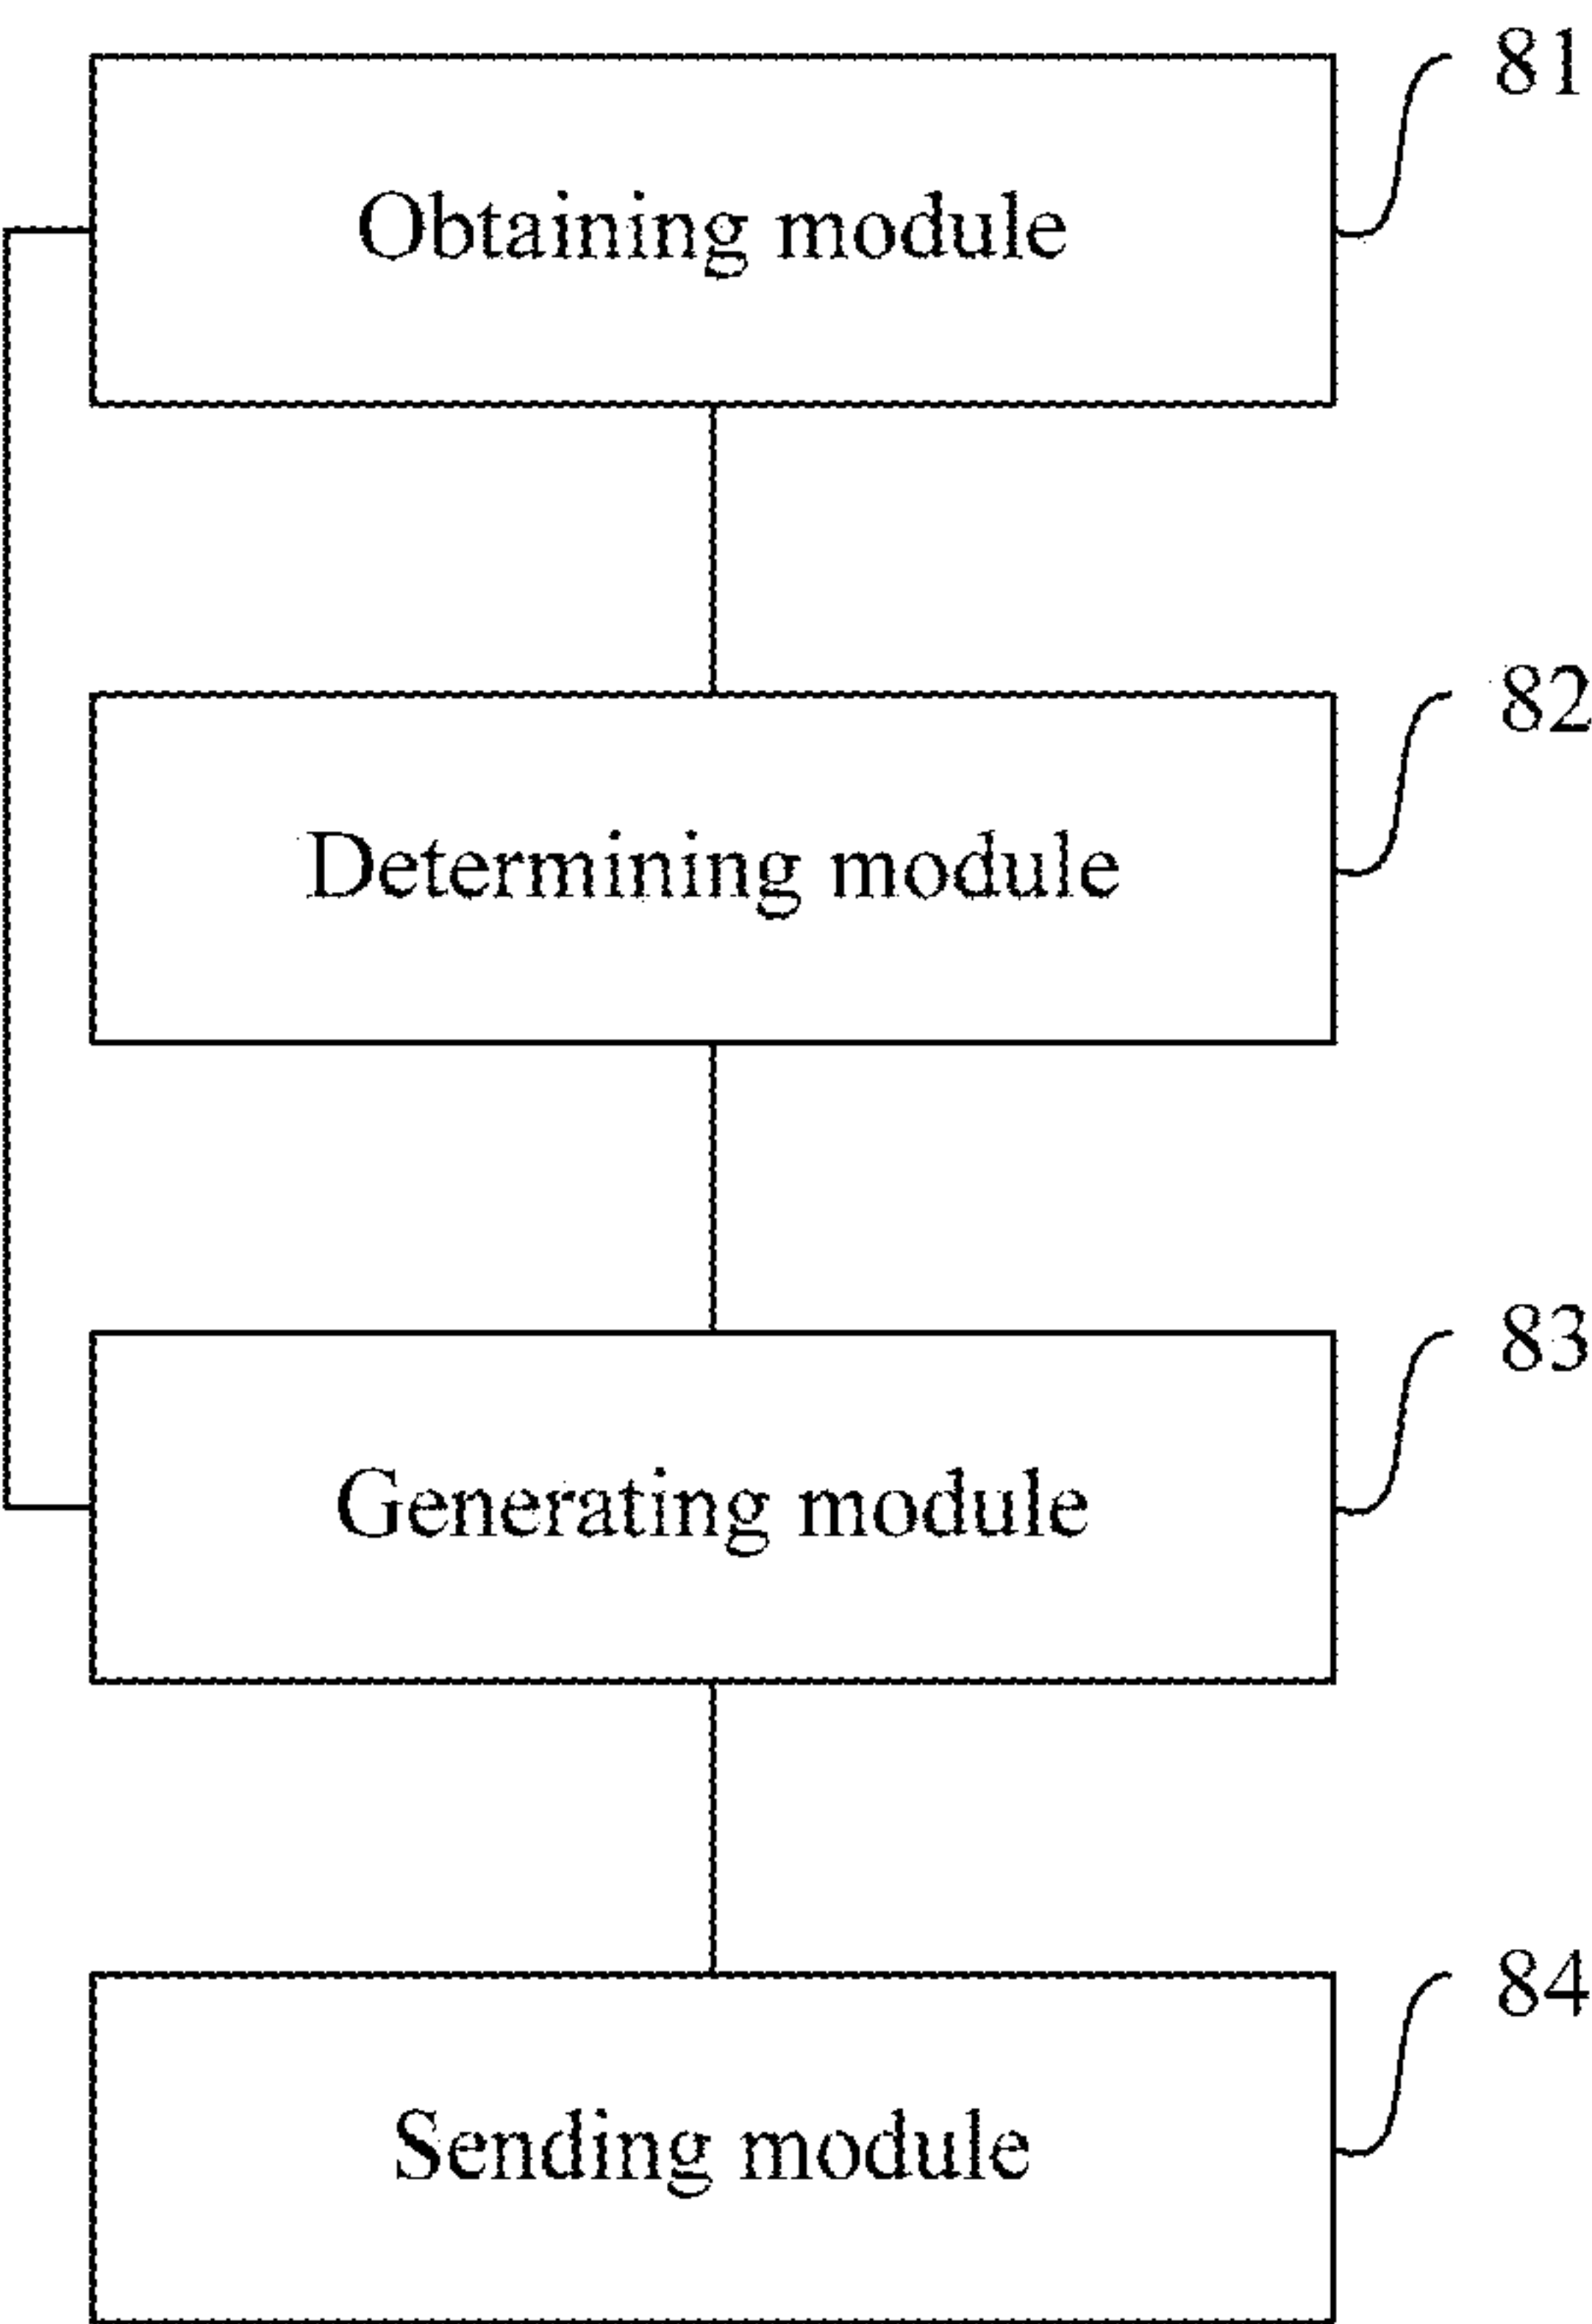 81
Obtaining module
82
Determining module
83
Generating module
84
Sending module